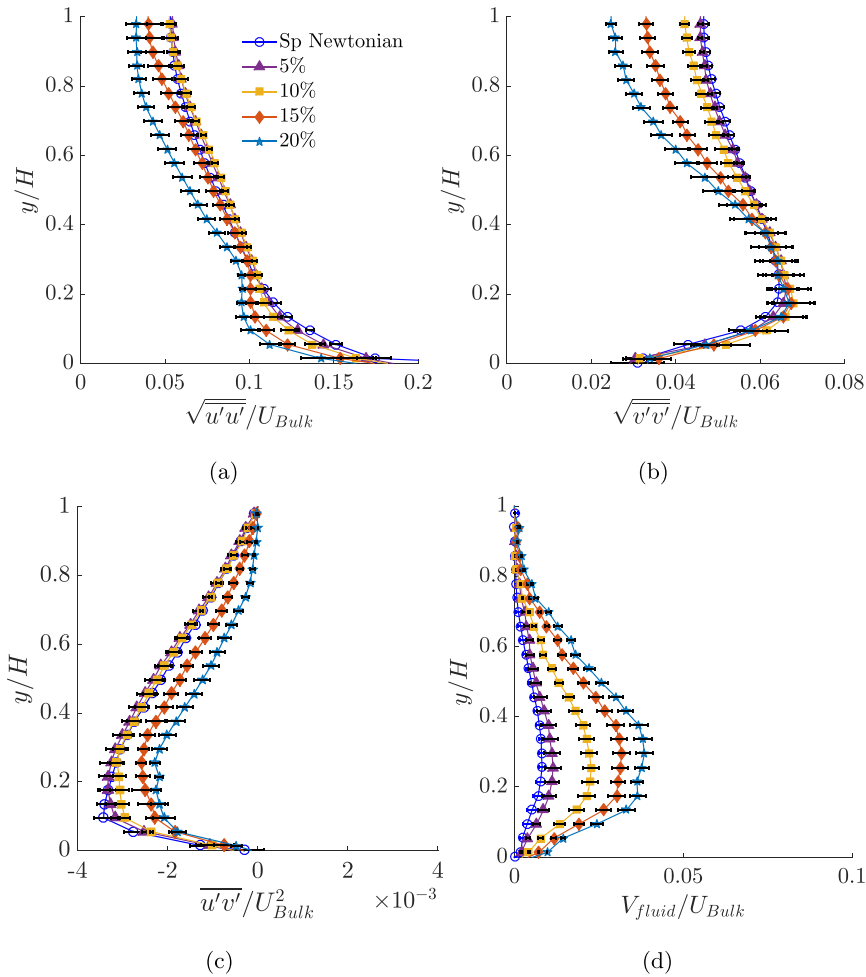 1
0.8
0.6
0.4
0.2
0
y/H
0 0.05 0.1 0.15 0.2
√u'u'/U_Bulk
Sp Newtonian
5%
10%
15%
20%
(a)
1
0.8
0.6
0.4
0.2
0
y/H
0 0.02 0.04 0.06 0.08
√v'v'/U_Bulk
(b)
1
0.8
0.6
0.4
0.2
0
y/H
-4 -2 0 2 4
u'v'/U²_Bulk
×10⁻³
(c)
1
0.8
0.6
0.4
0.2
0
y/H
0 0.05 0.1
V_fluid/U_Bulk
(d)